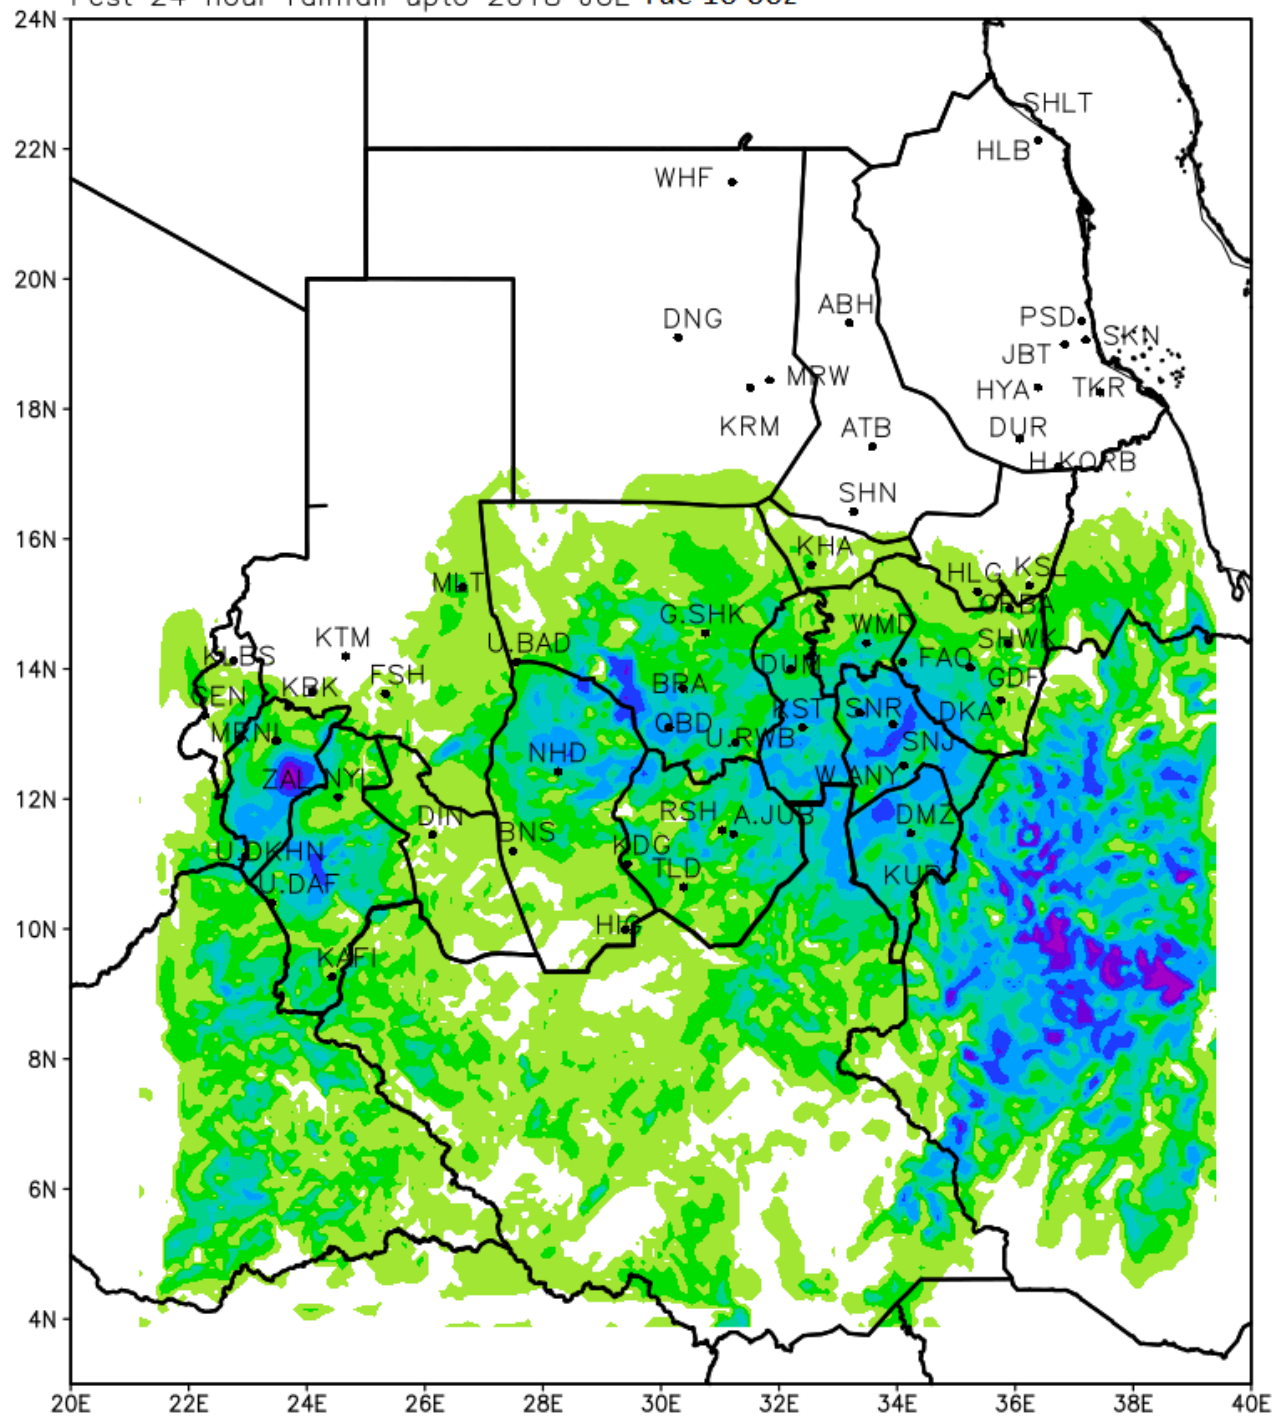 24N
22N
20N
18N
16N
14N
12N
10N
8N
6N
4N
20E 22E 24E 26E 28E 30E 32E 34E 36E 38E 40E
SHLT
HLB
WHF
ABH
DNG
PSD
SKN
JBT
MRW
HYA
TKR
KRM
ATB
DUR
H.KORB
SHN
KHA
HLG
KSL
MLT
GRBA
G.SHK
WMD
SHWK
KTM
U.BAD
KLBS
DUM
FAO
FSH
GDF
KBK
BRA
GEN
KST
SNR
DKA
OBD
MRNI
U.RWB
SNJ
NHD
ZAL
NYL
W.ANY
RSH
A.JUB
DMZ
DIN
BNS
KDG
U.DKHN
TLD
KUR
U.DAF
HIG
KAFI